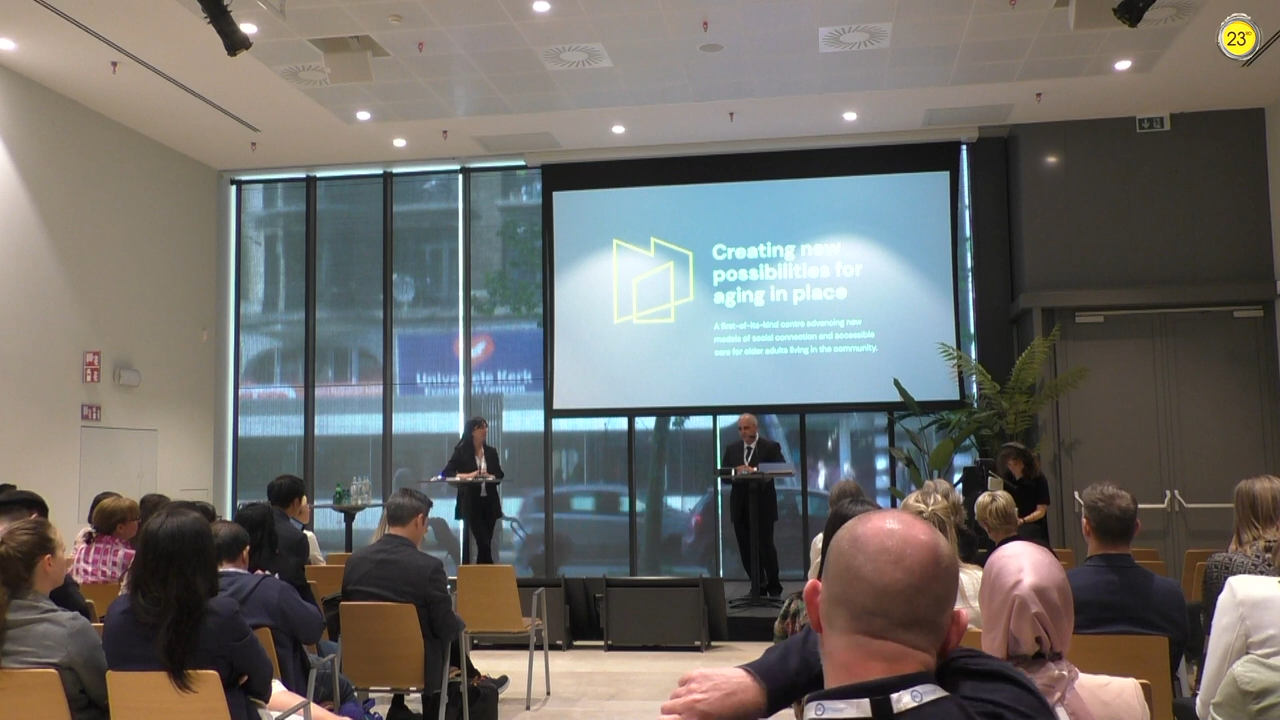 23RD
Creating new
possibilities for
aging in place
A first-of-its-kind centre advancing new
models of social connection and accessible
care for older adults living in the community.